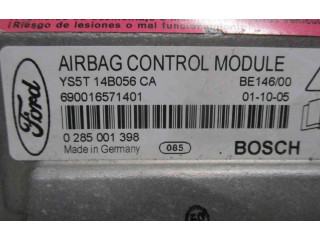 ¡Riesgo de lesiones o mal
Ford
AIRBAG CONTROL MODULE
YS5T 14B056 CA BE146/00
690016571401 01-10-05
0 285 001 398
Made in Germany 085 BOSCH